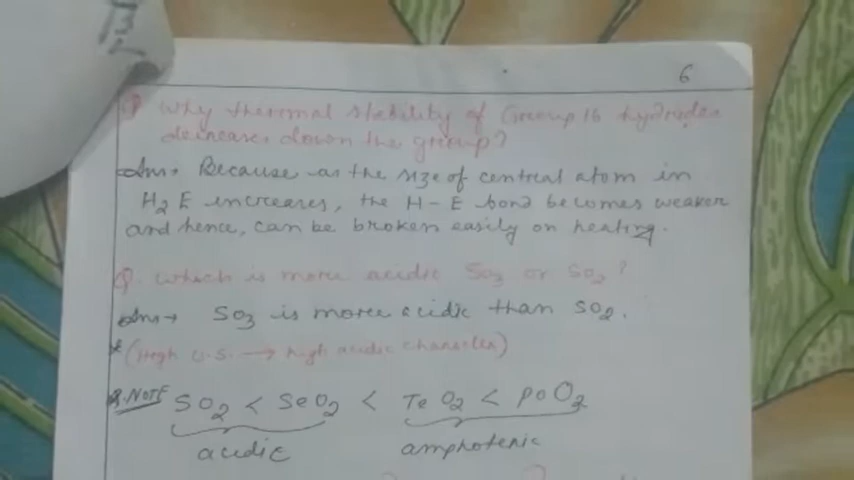 6
Q Why thermal stability of Group 16 hydrides
decreases down the group?
Ans → Because as the size of central atom in
H₂E increases, the H-E bond becomes weaker
and hence, can be broken easily on heating.
Q. which is more acidic SO₃ or SO₂?
Ans → SO₃ is more acidic than SO₂.
* (High O.S. → high acidic character)
Q. NOTE SO₂ < SeO₂ < TeO₂ < PoO₂
acidic amphoteric